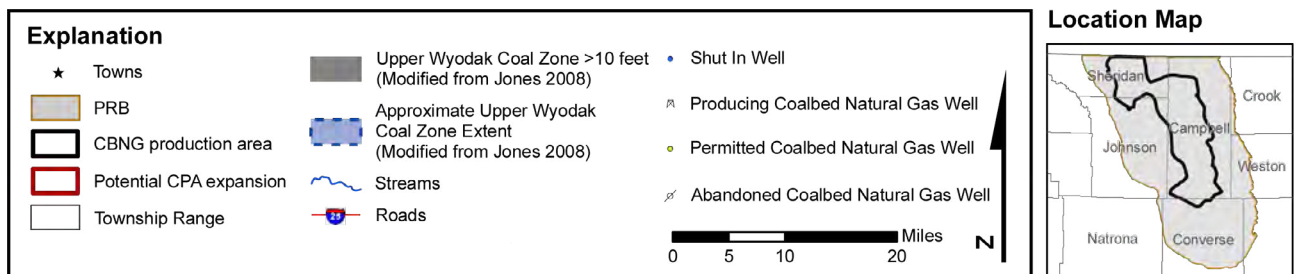 Explanation
Towns
PRB
CBNG production area
Potential CPA expansion
Township Range
Upper Wyodak Coal Zone >10 feet
(Modified from Jones 2008)
Approximate Upper Wyodak
Coal Zone Extent
(Modified from Jones 2008)
Streams
25
Roads
Shut In Well
Producing Coalbed Natural Gas Well
Permitted Coalbed Natural Gas Well
Abandoned Coalbed Natural Gas Well
Miles
0 5 10 20
N
Location Map
Sheridan
Crook
Campbell
Johnson
Weston
Natrona
Converse